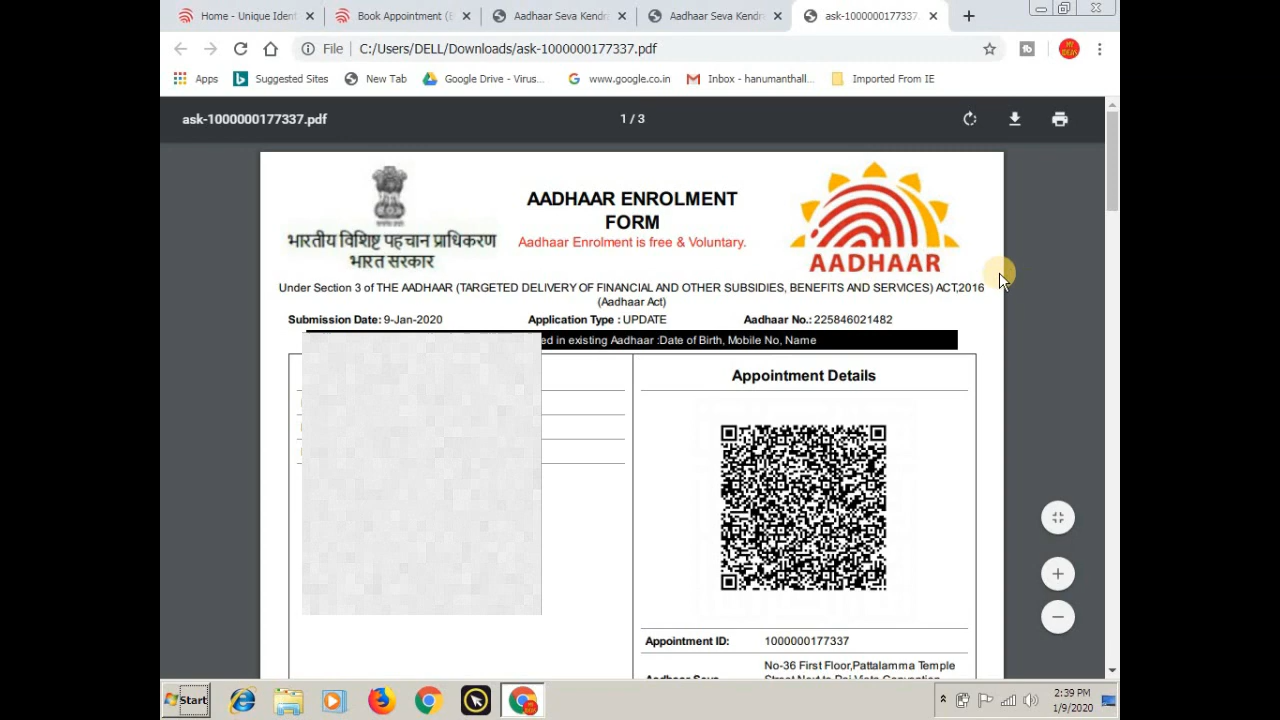 Home - Unique Ident
Book Appointment (B
Aadhaar Seva Kendr
Aadhaar Seva Kendr
ask-1000000177337.
File | C:/Users/DELL/Downloads/ask-1000000177337.pdf
Apps
Suggested Sites
New Tab
Google Drive - Virus...
www.google.co.in
Inbox - hanumanthall...
Imported From IE
ask-1000000177337.pdf
1 / 3
भारतीय विशिष्ट पहचान प्राधिकरण
भारत सरकार
AADHAAR ENROLMENT
FORM
Aadhaar Enrolment is free & Voluntary.
AADHAAR
Under Section 3 of THE AADHAAR (TARGETED DELIVERY OF FINANCIAL AND OTHER SUBSIDIES, BENEFITS AND SERVICES) ACT,2016
(Aadhaar Act)
Submission Date: 9-Jan-2020 Application Type : UPDATE Aadhaar No.: 225846021482
ed in existing Aadhaar :Date of Birth, Mobile No, Name
Appointment Details
Appointment ID: 1000000177337
No-36 First Floor,Pattalamma Temple
Aadhaar Seva
Start
2:39 PM
1/9/2020